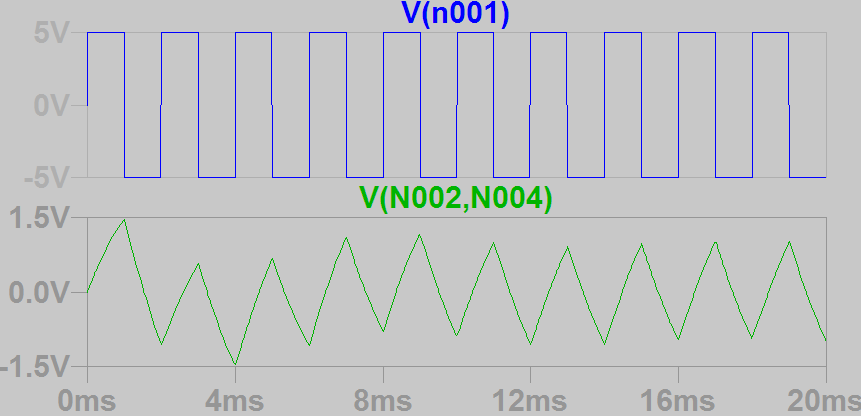 V(n001)
5V
0V
-5V
V(N002,N004)
1.5V
0.0V
-1.5V
0ms 4ms 8ms 12ms 16ms 20ms